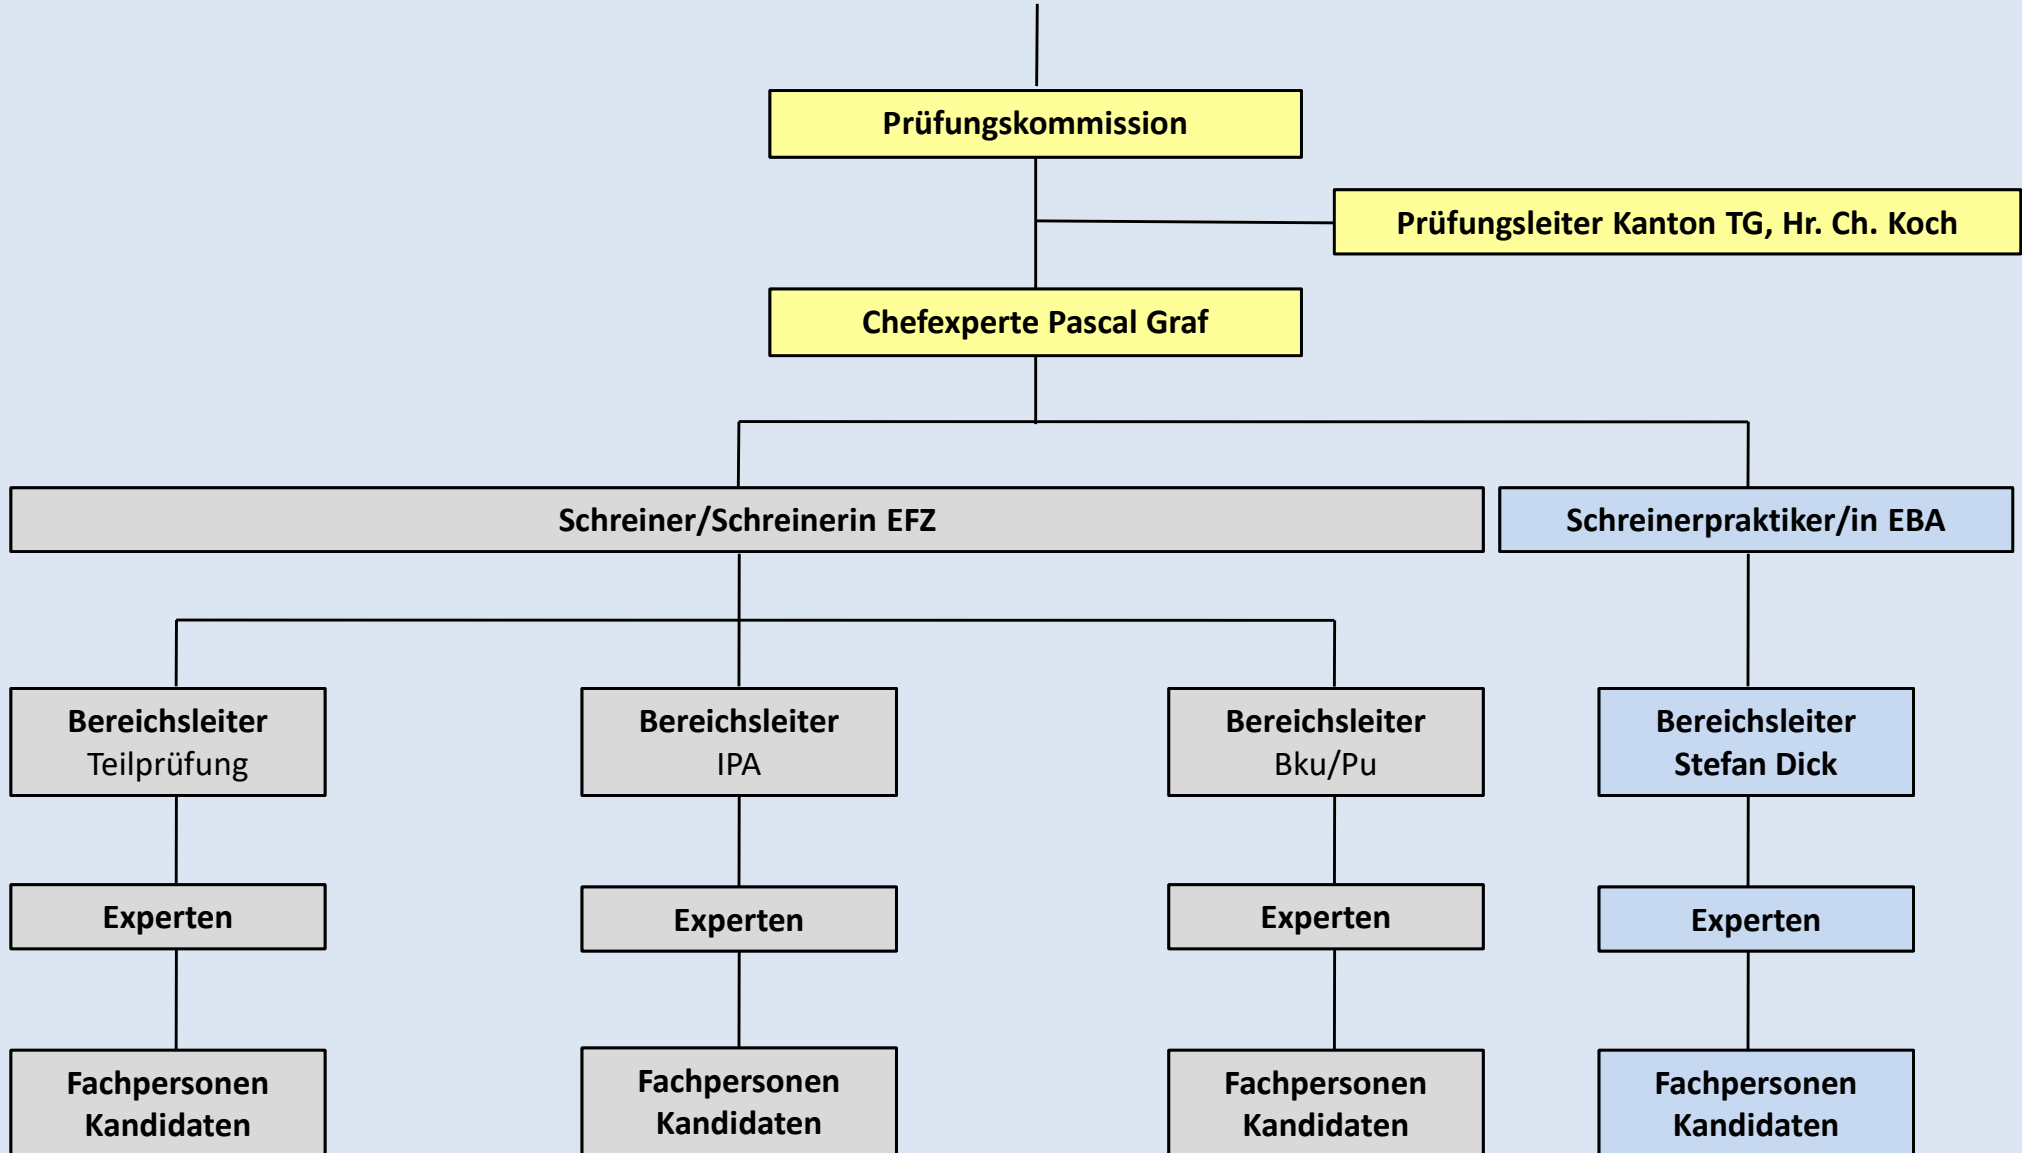 Prüfungskommission
Prüfungsleiter Kanton TG, Hr. Ch. Koch
Chefexperte Pascal Graf
Schreiner/Schreinerin EFZ
Schreinerpraktiker/in EBA
Bereichsleiter
Teilprüfung
Bereichsleiter
IPA
Bereichsleiter
Bku/Pu
Bereichsleiter
Stefan Dick
Experten
Experten
Experten
Experten
Fachpersonen
Kandidaten
Fachpersonen
Kandidaten
Fachpersonen
Kandidaten
Fachpersonen
Kandidaten